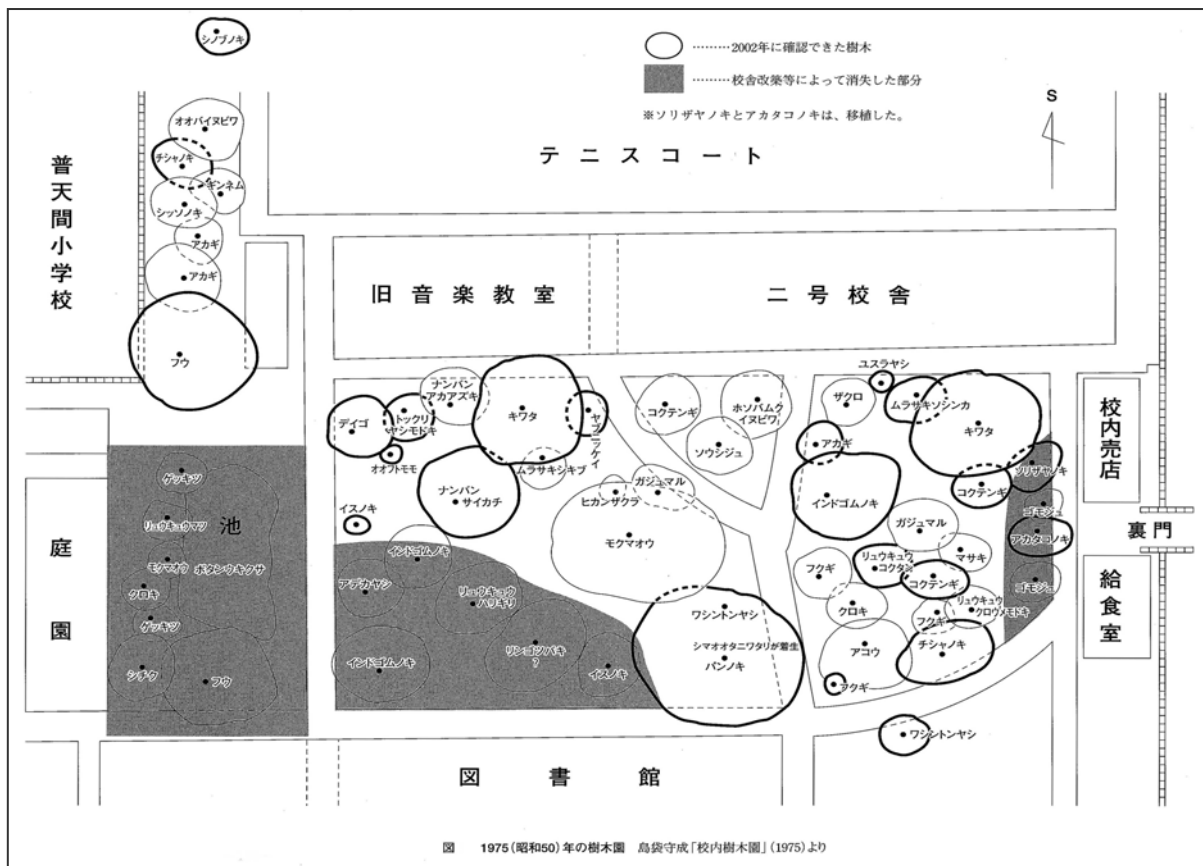 シノブノキ
………2002年に確認できた樹木
………校舎改築等によって消失した部分
※ソリザヤノキとアカタコノキは、移植した。
S
オオバイヌビワ
チシャノキ
ギンネム
シッソノキ
アカギ
アカギ
フウ
普天間小学校
テニスコート
旧音楽教室
二号校舎
ユスラヤシ
ナンバン
アカアズキ
キワタ
デイゴ
トックリ
ヤシモドキ
ヤブニッケイ
オオフトモモ
ムラサキシキブ
ナンバン
サイカチ
イスノキ
コクテンギ
ホソバムク
イヌビワ
ソウシジュ
ヒカンザクラ
ガジュマル
モクマオウ
ザクロ
ムラサキソシンカ
キワタ
アカギ
インドゴムノキ
コクテンギ
ソリザヤノキ
ゴモジュ
アカタコノキ
ゴモジュ
ガジュマル
マサキ
フクギ
リュウキュウ
コクタン
コクテンギ
クロキ
フクギ
リュウキュウ
クロウメモドキ
アコウ
チシャノキ
フクギ
ワシントンヤシ
校内売店
裏門
給食室
ゲッキツ
リュウキュウマツ
池
モクマオウ
ボタンウキクサ
クロキ
ゲッキツ
シチク
フウ
庭園
インドゴムノキ
アデカヤシ
リュウキュウ
ハリギリ
インドゴムノキ
リンゴツバキ
?
イスノキ
ワシントンヤシ
シマオオタニワタリが着生
パンノキ
図書館
図 1975(昭和50)年の樹木園 島袋守成「校内樹木園」(1975)より